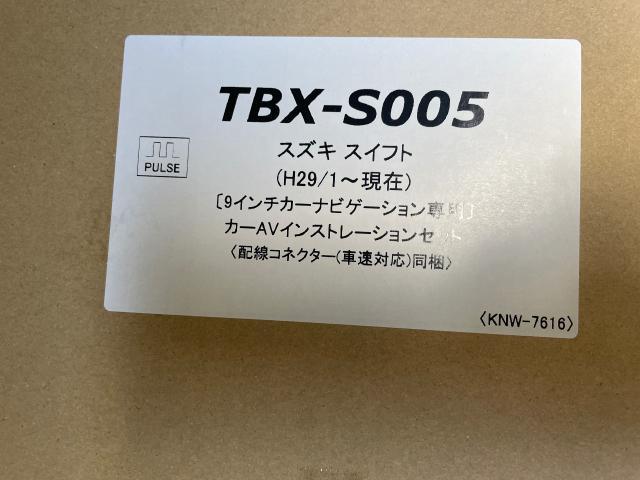 TBX-S005
PULSE
スズキ スイフト
(H29/1～現在)
〔9インチカーナビゲーション専用〕
カーAVインストレーションセット
〈配線コネクター(車速対応)同梱〉
〈KNW-7616〉